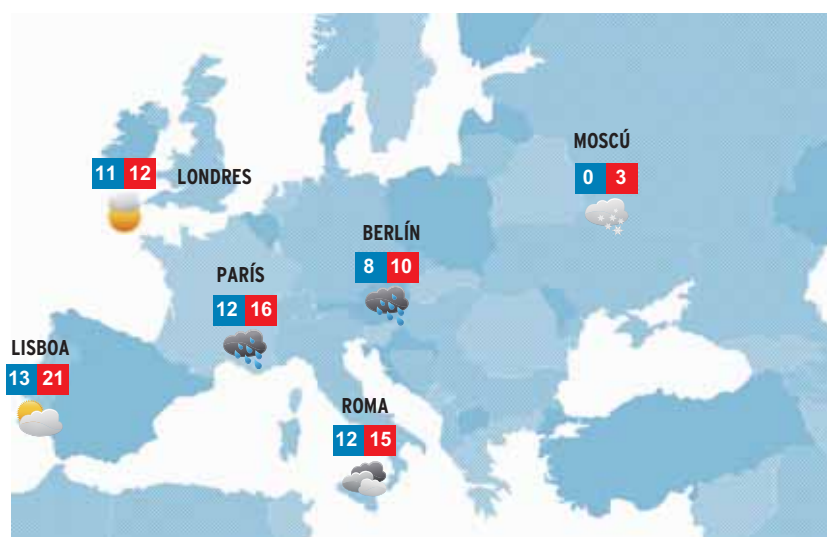 MOSCÚ
0 3
11 12 LONDRES
BERLÍN
8 10
PARÍS
12 16
LISBOA
13 21
ROMA
12 15